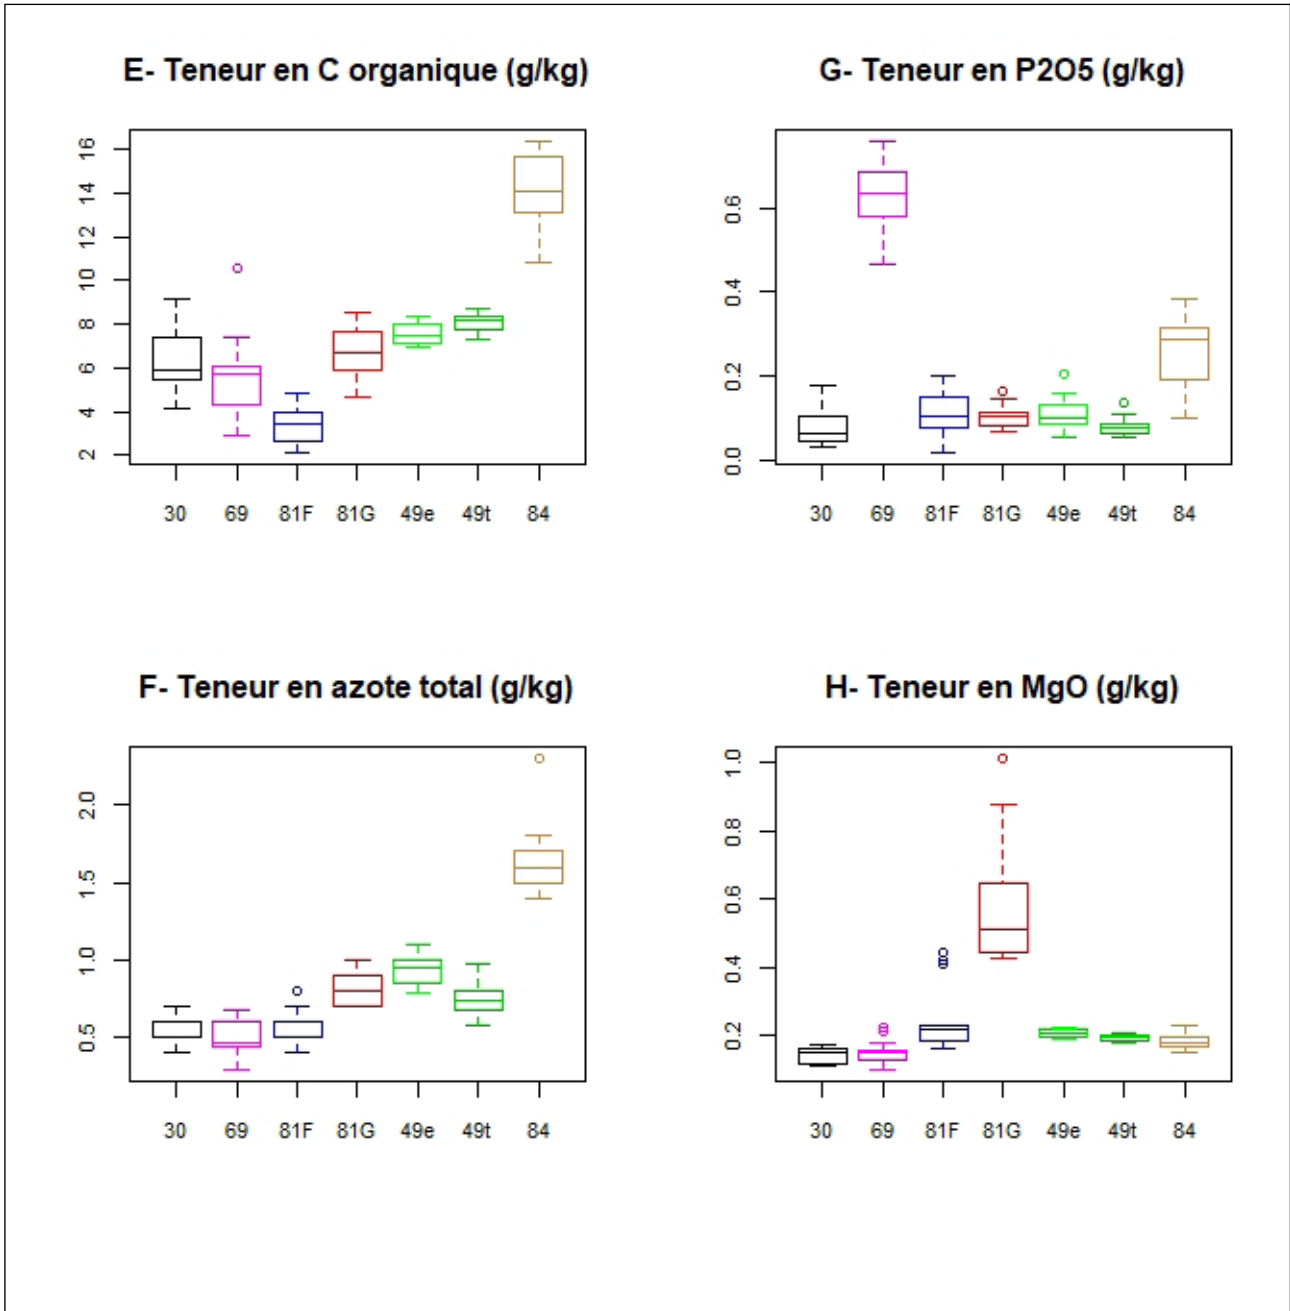 E- Teneur en C organique (g/kg)
16
14
12
10
8
6
4
2
30 69 81F 81G 49e 49t 84
G- Teneur en P2O5 (g/kg)
0.6
0.4
0.2
0.0
30 69 81F 81G 49e 49t 84
F- Teneur en azote total (g/kg)
2.0
1.5
1.0
0.5
30 69 81F 81G 49e 49t 84
H- Teneur en MgO (g/kg)
1.0
0.8
0.6
0.4
0.2
30 69 81F 81G 49e 49t 84